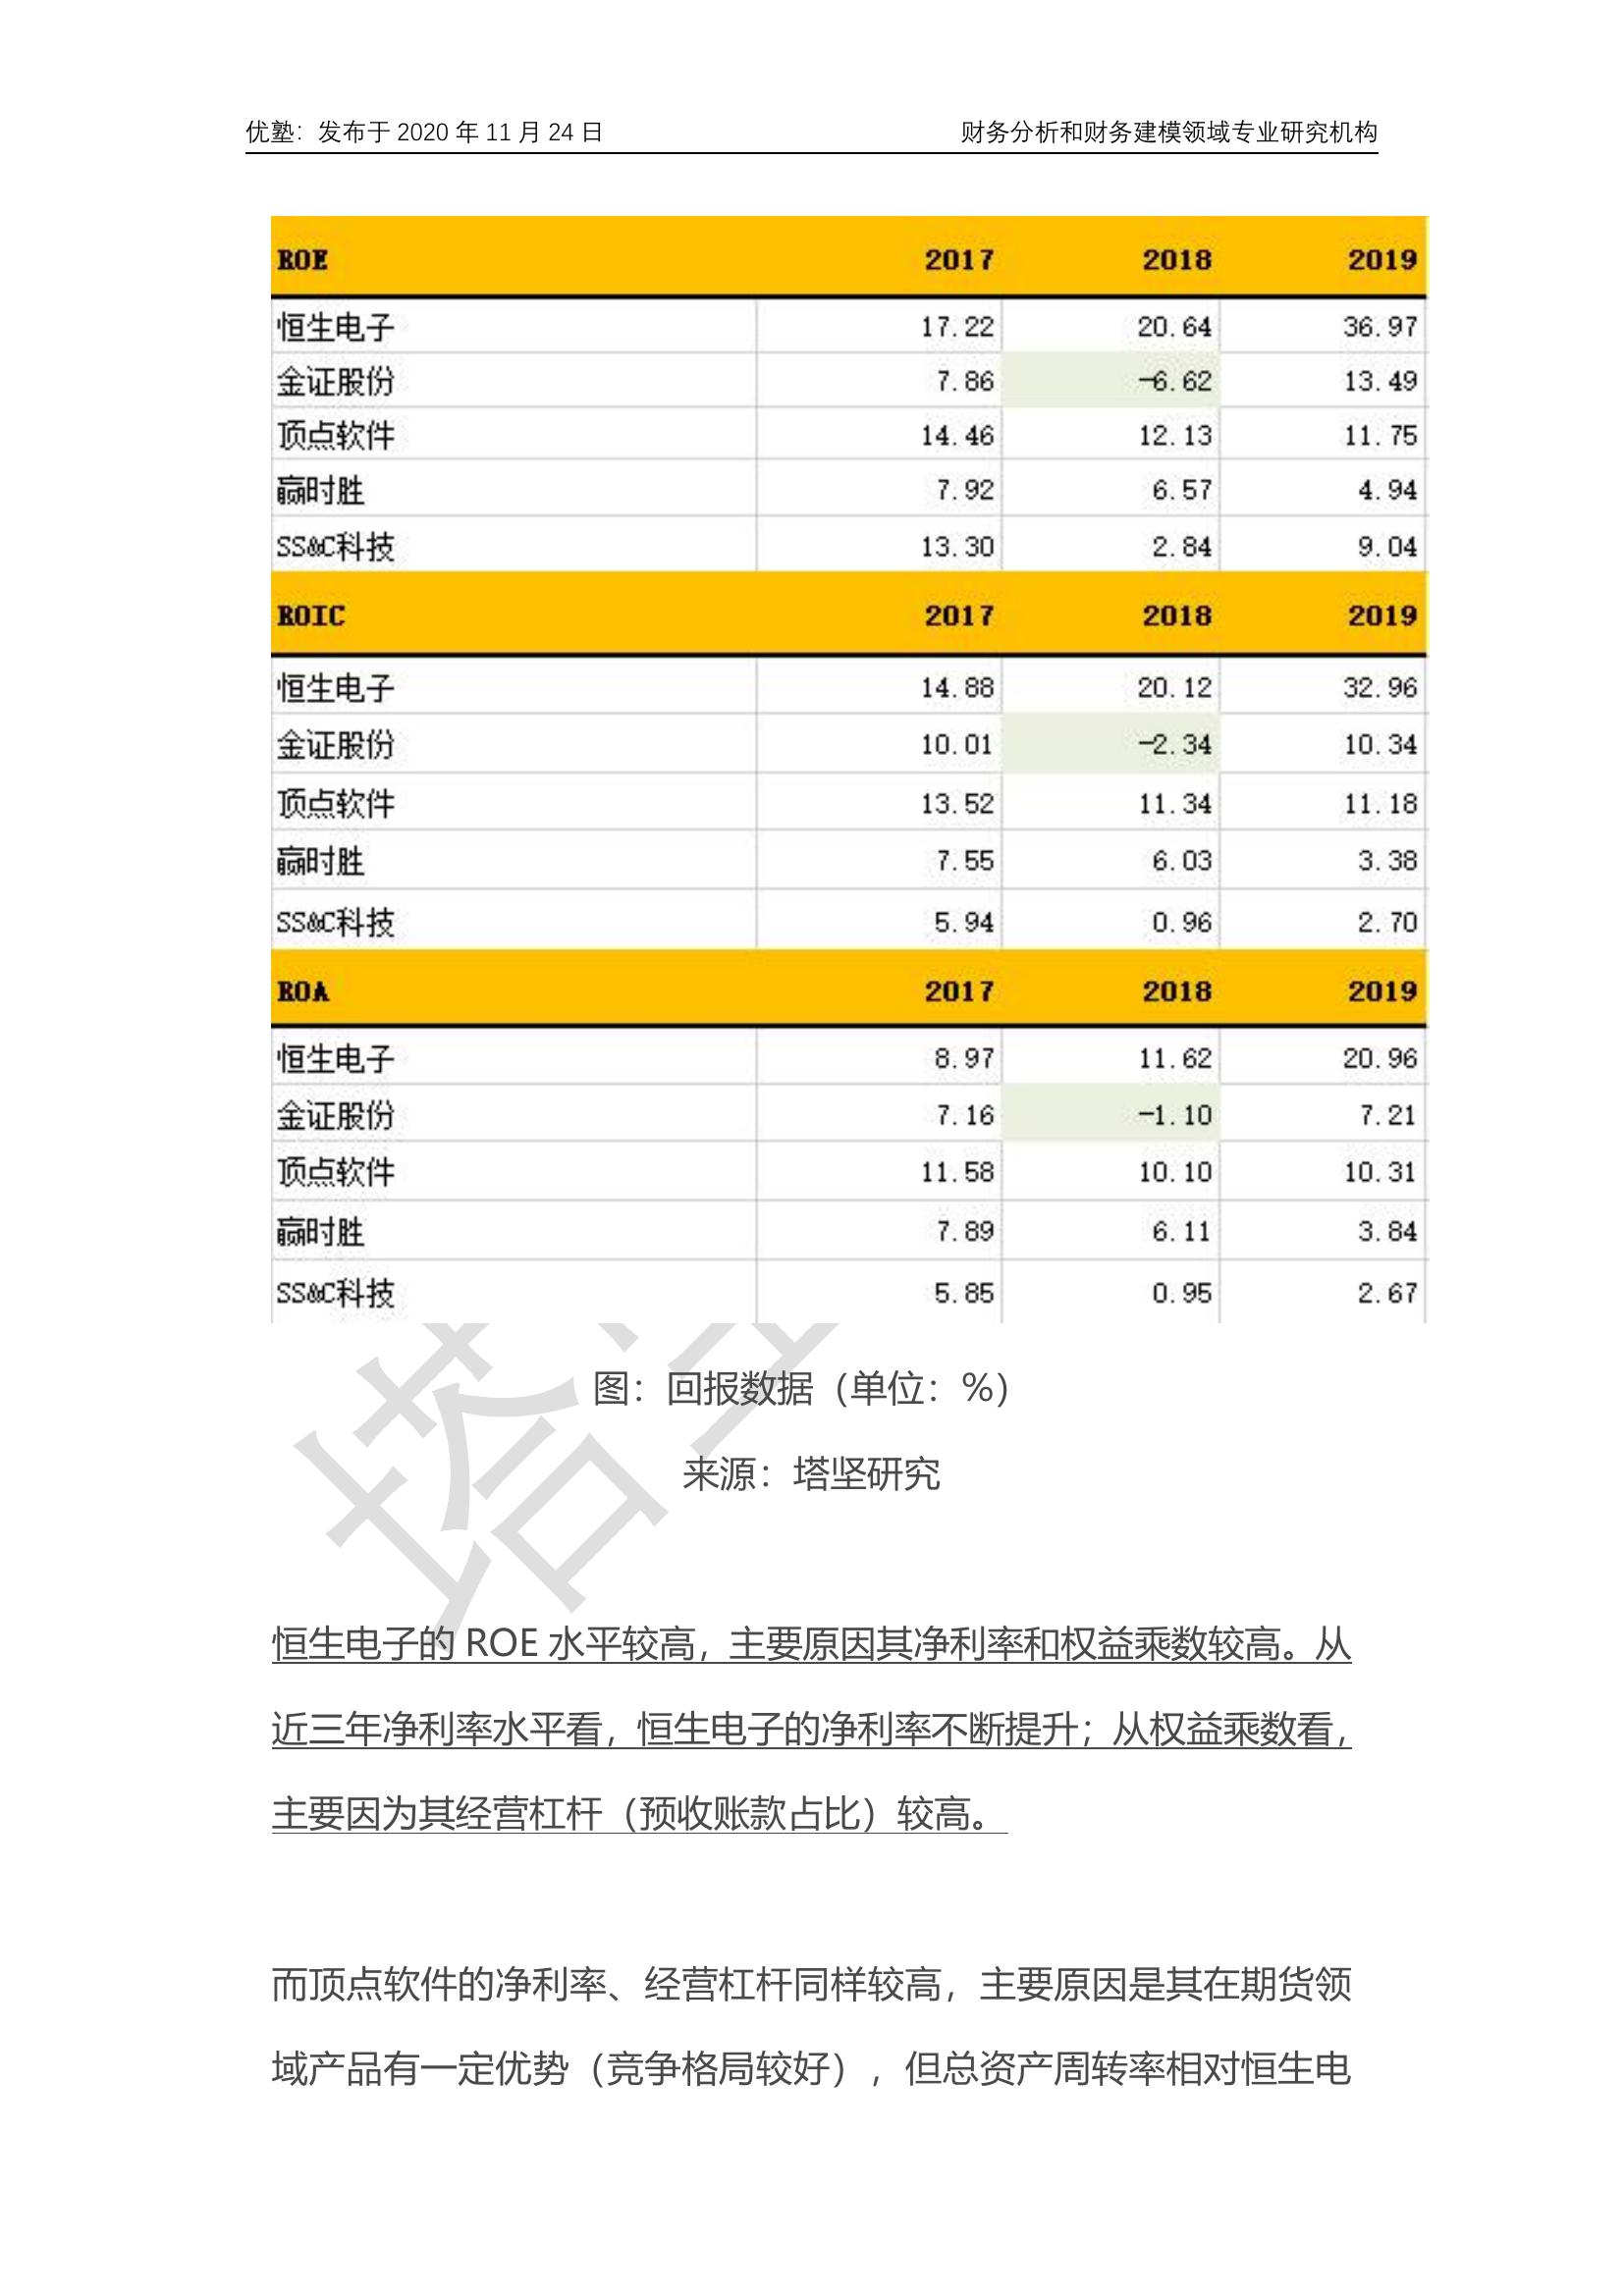 优塾：发布于 2020 年 11 月 24 日 财务分析和财务建模领域专业研究机构
ROE 2017 2018 2019
恒生电子 17.22 20.64 36.97
金证股份 7.86 -6.62 13.49
顶点软件 14.46 12.13 11.75
赢时胜 7.92 6.57 4.94
SS&C科技 13.30 2.84 9.04
ROIC 2017 2018 2019
恒生电子 14.88 20.12 32.96
金证股份 10.01 -2.34 10.34
顶点软件 13.52 11.34 11.18
赢时胜 7.55 6.03 3.38
SS&C科技 5.94 0.96 2.70
ROA 2017 2018 2019
恒生电子 8.97 11.62 20.96
金证股份 7.16 -1.10 7.21
顶点软件 11.58 10.10 10.31
赢时胜 7.89 6.11 3.84
SS&C科技 5.85 0.95 2.67
塔
图：回报数据（单位：%）
来源：塔坚研究
恒生电子的 ROE 水平较高，主要原因其净利率和权益乘数较高。从
近三年净利率水平看，恒生电子的净利率不断提升；从权益乘数看，
主要因为其经营杠杆（预收账款占比）较高。
而顶点软件的净利率、经营杠杆同样较高，主要原因是其在期货领
域产品有一定优势（竞争格局较好），但总资产周转率相对恒生电